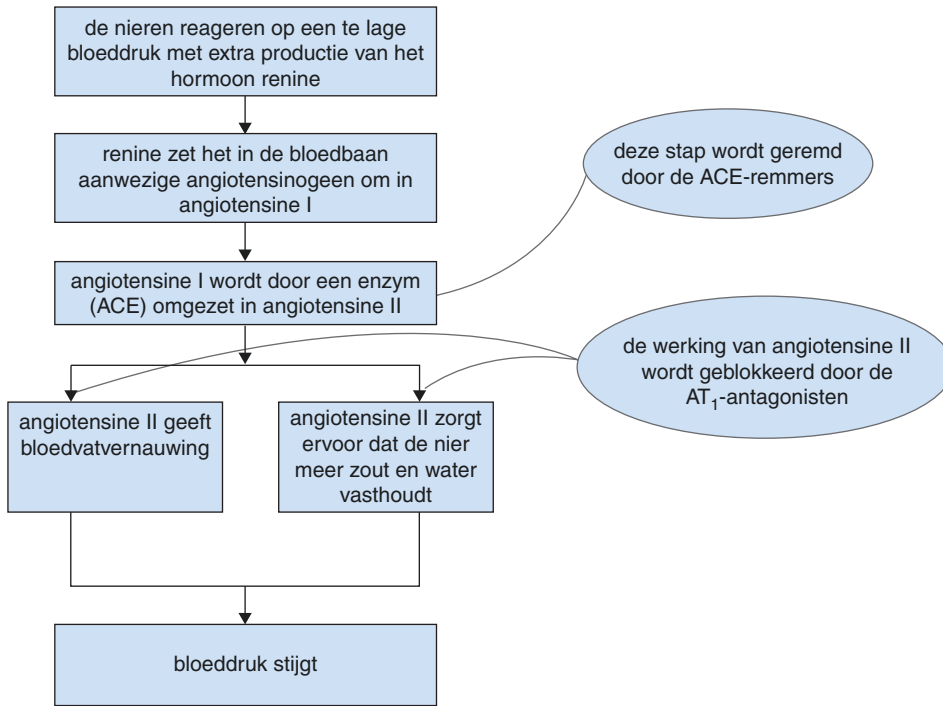 de nieren reageren op een te lage
bloeddruk met extra productie van het
hormoon renine
renine zet het in de bloedbaan
aanwezige angiotensinogeen om in
angiotensine I
deze stap wordt geremd
door de ACE-remmers
angiotensine I wordt door een enzym
(ACE) omgezet in angiotensine II
de werking van angiotensine II
wordt geblokkeerd door de
AT₁-antagonisten
angiotensine II geeft
bloedvatvernauwing
angiotensine II zorgt
ervoor dat de nier
meer zout en water
vasthoudt
bloeddruk stijgt